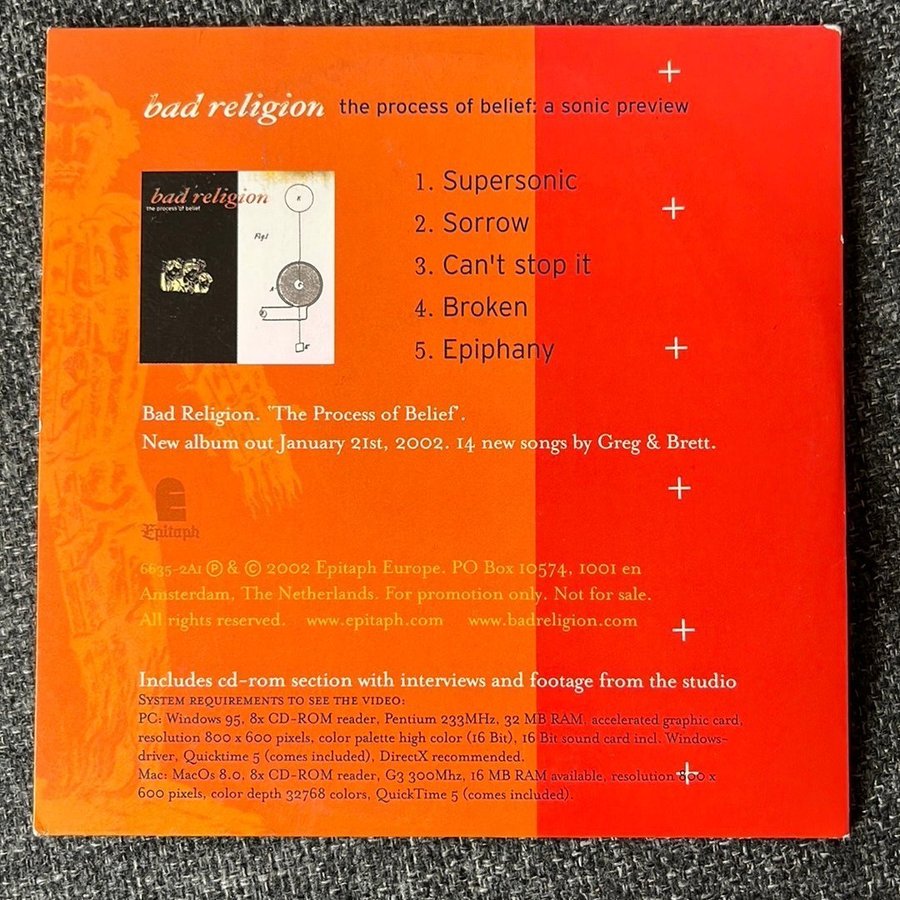 bad religion the process of belief: a sonic preview
bad religion
the process of belief
Fig.1
K
G
1. Supersonic
2. Sorrow
3. Can't stop it
4. Broken
5. Epiphany
Bad Religion. 'The Process of Belief'.
New album out January 21st, 2002. 14 new songs by Greg & Brett.
Epitaph
6635-2A1 Ⓟ & © 2002 Epitaph Europe. PO Box 10574, 1001 en
Amsterdam, The Netherlands. For promotion only. Not for sale.
All rights reserved. www.epitaph.com www.badreligion.com
Includes cd-rom section with interviews and footage from the studio
System requirements to see the video:
PC: Windows 95, 8x CD-ROM reader, Pentium 233MHz, 32 MB RAM, accelerated graphic card,
resolution 800 x 600 pixels, color palette high color (16 Bit), 16 Bit sound card incl. Windows-
driver, Quicktime 5 (comes included), DirectX recommended.
Mac: MacOs 8.0, 8x CD-ROM reader, G3 300Mhz, 16 MB RAM available, resolution 800 x
600 pixels, color depth 32768 colors, QuickTime 5 (comes included).